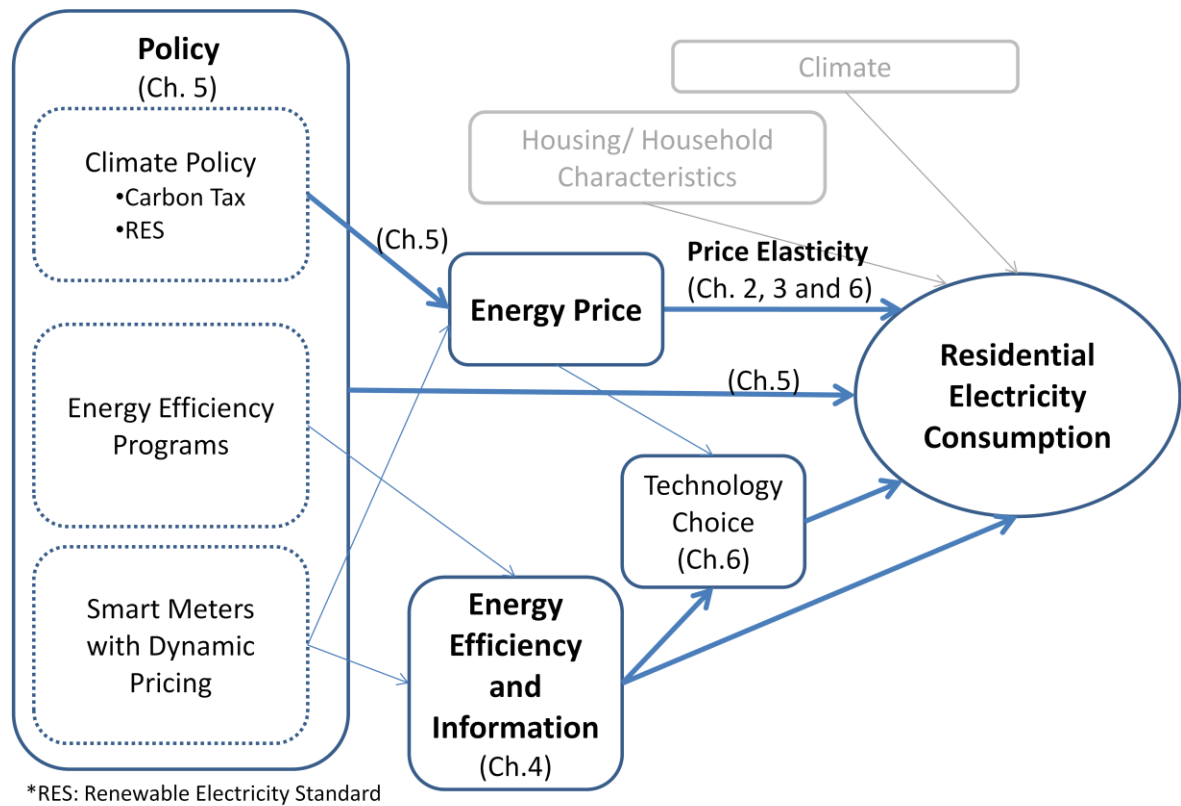 Policy
(Ch. 5)
Climate Policy
•Carbon Tax
•RES
Energy Efficiency
Programs
Smart Meters
with Dynamic
Pricing
*RES: Renewable Electricity Standard
Climate
Housing/ Household
Characteristics
(Ch.5)
Energy Price
Price Elasticity
(Ch. 2, 3 and 6)
(Ch.5)
Technology
Choice
(Ch.6)
Energy
Efficiency
and
Information
(Ch.4)
Residential
Electricity
Consumption